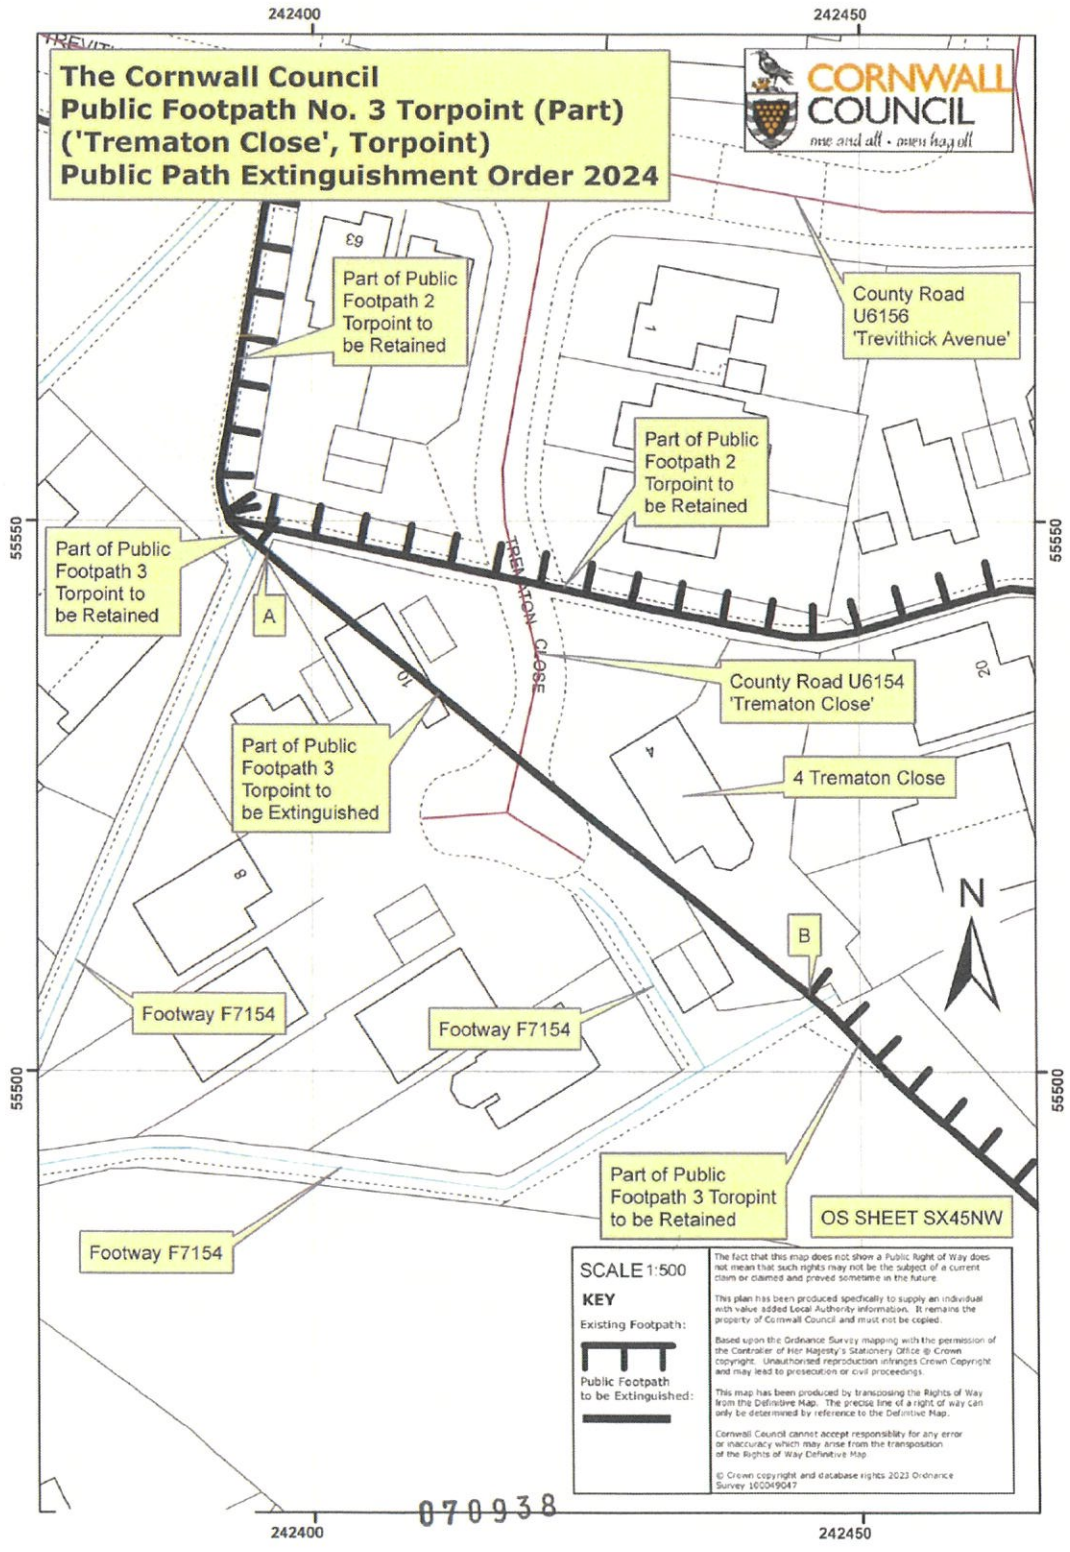 242400
242450
The Cornwall Council
Public Footpath No. 3 Torpoint (Part)
('Trematon Close', Torpoint)
Public Path Extinguishment Order 2024
CORNWALL
COUNCIL
one and all • onen hag oll
63
Part of Public
Footpath 2
Torpoint to
be Retained
County Road
U6156
'Trevithick Avenue'
1
Part of Public
Footpath 2
Torpoint to
be Retained
55550
55550
Part of Public
Footpath 3
Torpoint to
be Retained
A
TREMATON CLOSE
10
20
County Road U6154
'Trematon Close'
Part of Public
Footpath 3
Torpoint to
be Extinguished
4
4 Trematon Close
8
N
B
Footway F7154
Footway F7154
55500
55500
Part of Public
Footpath 3 Toropint
to be Retained
OS SHEET SX45NW
Footway F7154
SCALE 1:500
KEY
Existing Footpath:
Public Footpath
to be Extinguished:
The fact that this map does not show a Public Right of Way does
not mean that such rights may not be the subject of a current
claim or claimed and proved sometime in the future.
This plan has been produced specifically to supply an individual
with value added Local Authority information. It remains the
property of Cornwall Council and must not be copied.
Based upon the Ordnance Survey mapping with the permission of
the Controller of Her Majesty's Stationery Office © Crown
copyright. Unauthorised reproduction infringes Crown Copyright
and may lead to prosecution or civil proceedings.
This map has been produced by transposing the Rights of Way
from the Definitive Map. The precise line of a right of way can
only be determined by reference to the Definitive Map.
Cornwall Council cannot accept responsiblity for any error
or inaccuracy which may arise from the transposition
of the Rights of Way Definitive Map
© Crown copyright and database rights 2023 Ordnance
Survey 100049047
070938
242400
242450